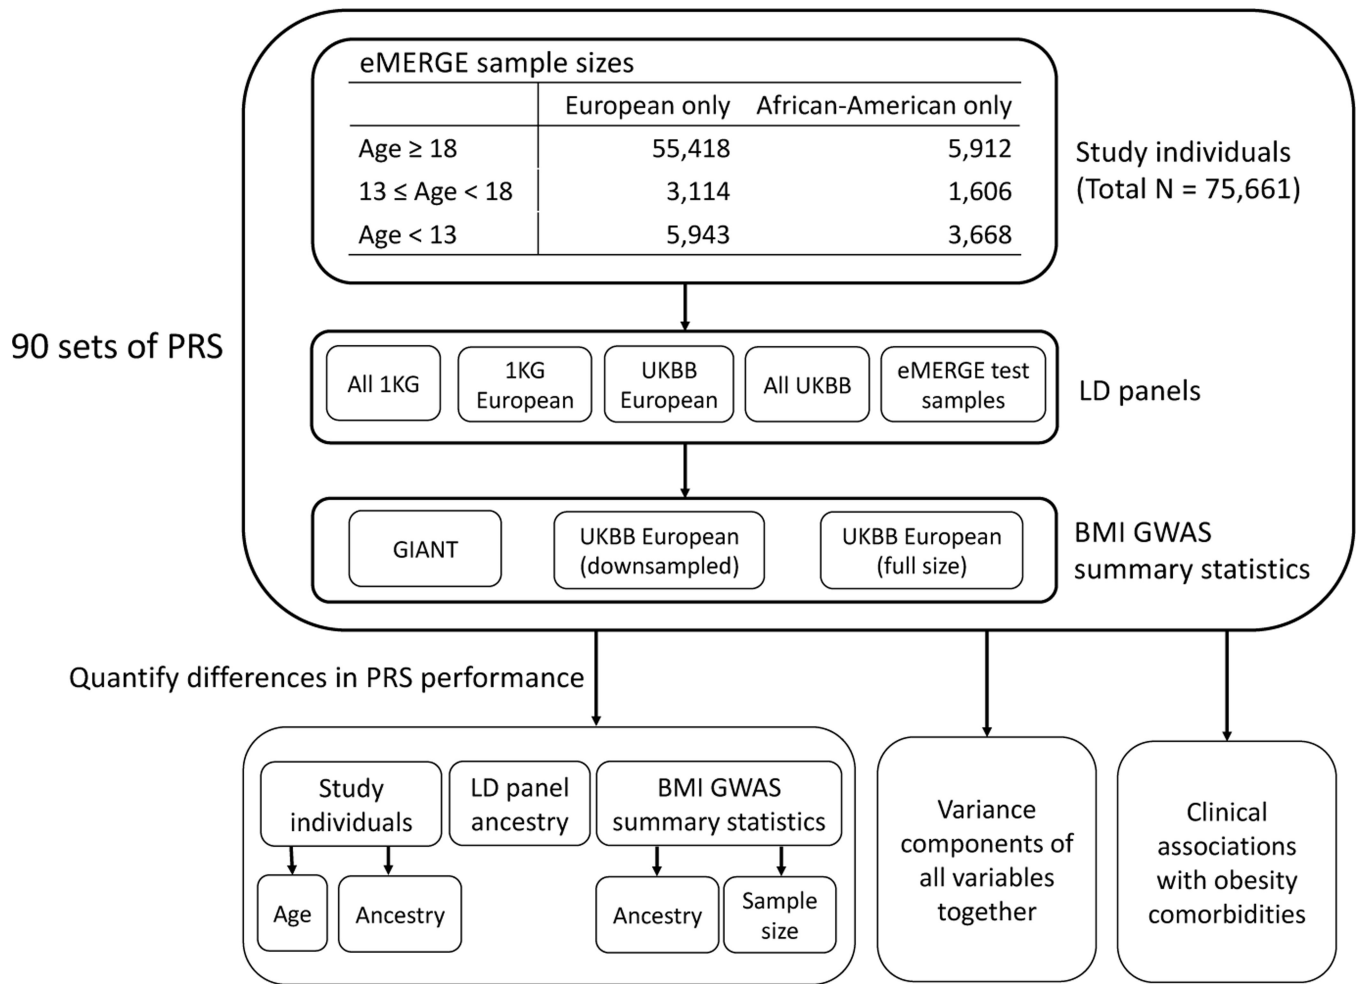 eMERGE sample sizes
European only African-American only
Age ≥ 18 55,418 5,912
13 ≤ Age < 18 3,114 1,606
Age < 13 5,943 3,668
Study individuals
(Total N = 75,661)
90 sets of PRS
All 1KG
1KG
European
UKBB
European
All UKBB
eMERGE test
samples
LD panels
GIANT
UKBB European
(downsampled)
UKBB European
(full size)
BMI GWAS
summary statistics
Quantify differences in PRS performance
Study
individuals
LD panel
ancestry
BMI GWAS
summary statistics
Age
Ancestry
Ancestry
Sample
size
Variance
components of
all variables
together
Clinical
associations
with obesity
comorbidities